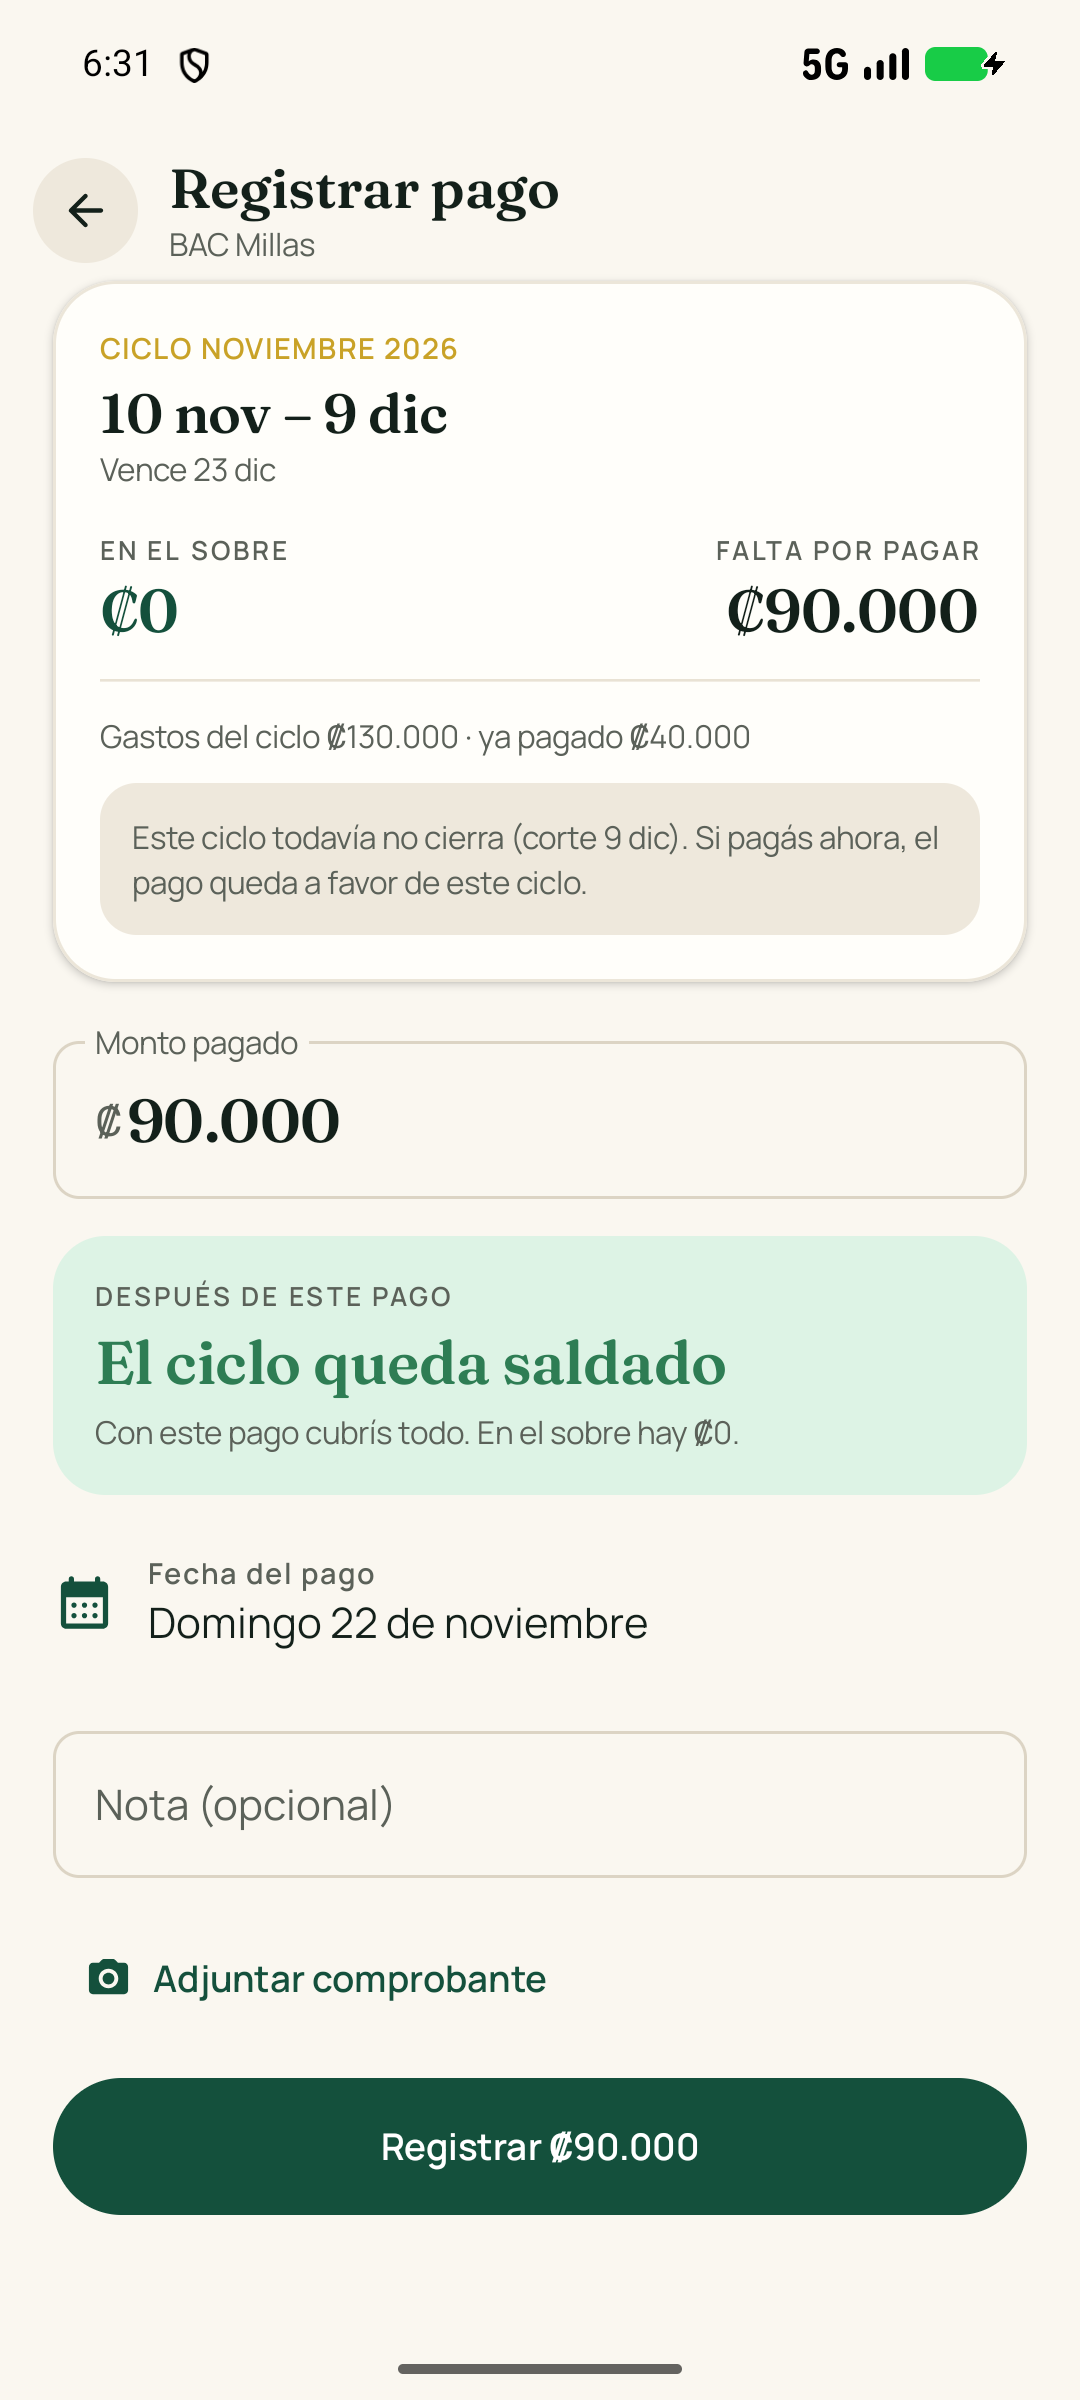 6:31
5G
Registrar pago
BAC Millas
CICLO NOVIEMBRE 2026
10 nov – 9 dic
Vence 23 dic
EN EL SOBRE
₡0
FALTA POR PAGAR
₡90.000
Gastos del ciclo ₡130.000 · ya pagado ₡40.000
Este ciclo todavía no cierra (corte 9 dic). Si pagás ahora, el
pago queda a favor de este ciclo.
Monto pagado
₡ 90.000
DESPUÉS DE ESTE PAGO
El ciclo queda saldado
Con este pago cubrís todo. En el sobre hay ₡0.
Fecha del pago
Domingo 22 de noviembre
Nota (opcional)
Adjuntar comprobante
Registrar ₡90.000